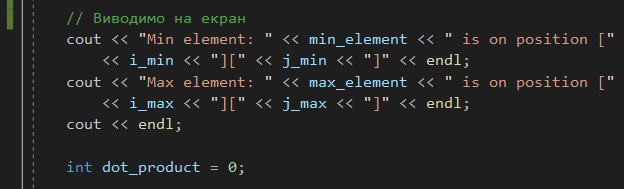 // Виводимо на екран
cout << "Min element: " << min_element << " is on position ["
<< i_min << "][" << j_min << "]" << endl;
cout << "Max element: " << max_element << " is on position ["
<< i_max << "][" << j_max << "]" << endl;
cout << endl;
int dot_product = 0;